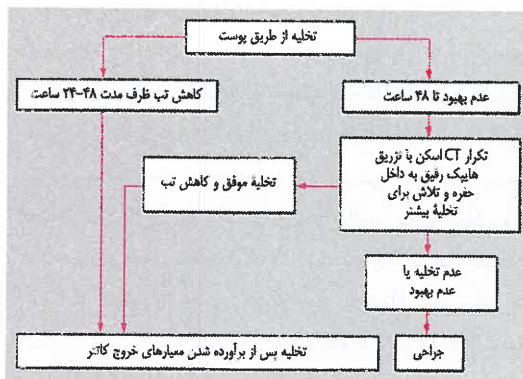 تخلیه از طریق پوست
کاهش تب ظرف مدت ۴۸-۲۴ ساعت
عدم بهبود تا ۴۸ ساعت
تکرار CT اسکن با تزریق
هایپک رقیق به داخل
حفره و تلاش برای
تخلیهٔ بیشتر
تخلیهٔ موفق و کاهش تب
عدم تخلیه یا
عدم بهبود
جراحی
تخلیه پس از برآورده شدن معیارهای خروج کاتتر